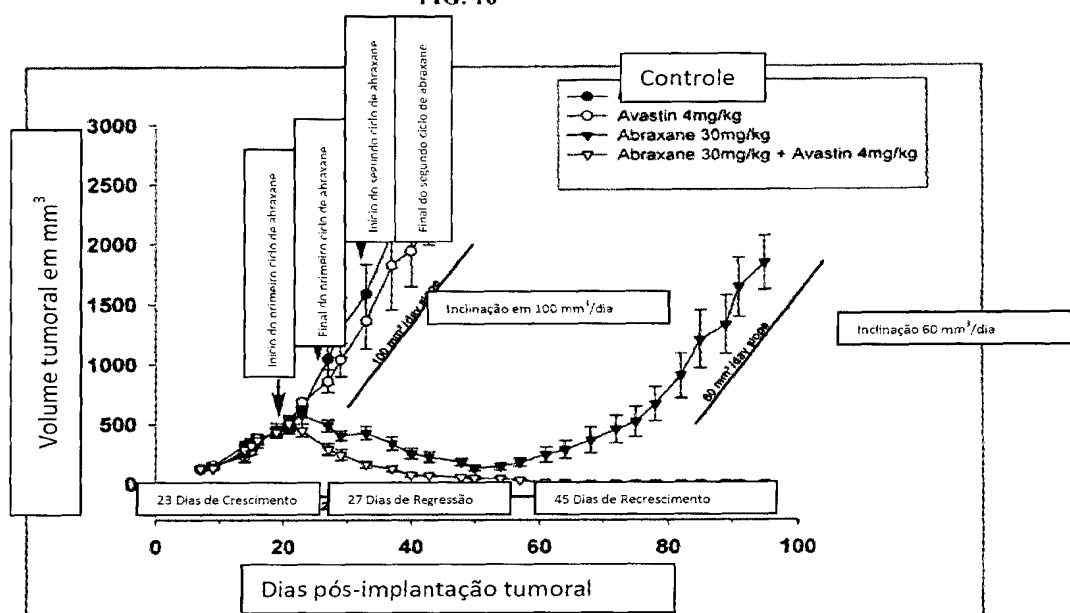 Controle
Avastin 4mg/kg
Abraxane 30mg/kg
Abraxane 30mg/kg + Avastin 4mg/kg
Volume tumoral em mm³
3000
2500
2000
1500
1000
500
0
Início do primeiro ciclo de abraxane
Final do primeiro ciclo de abraxane
Início do segundo ciclo de abraxane
Final do segundo ciclo de abraxane
Inclinação em 100 mm³/dia
100 mm³/day slope
Inclinação 60 mm³/dia
60 mm³/day slope
23 Dias de Crescimento
27 Dias de Regressão
45 Dias de Recrescimento
0 20 40 60 80 100
Dias pós-implantação tumoral